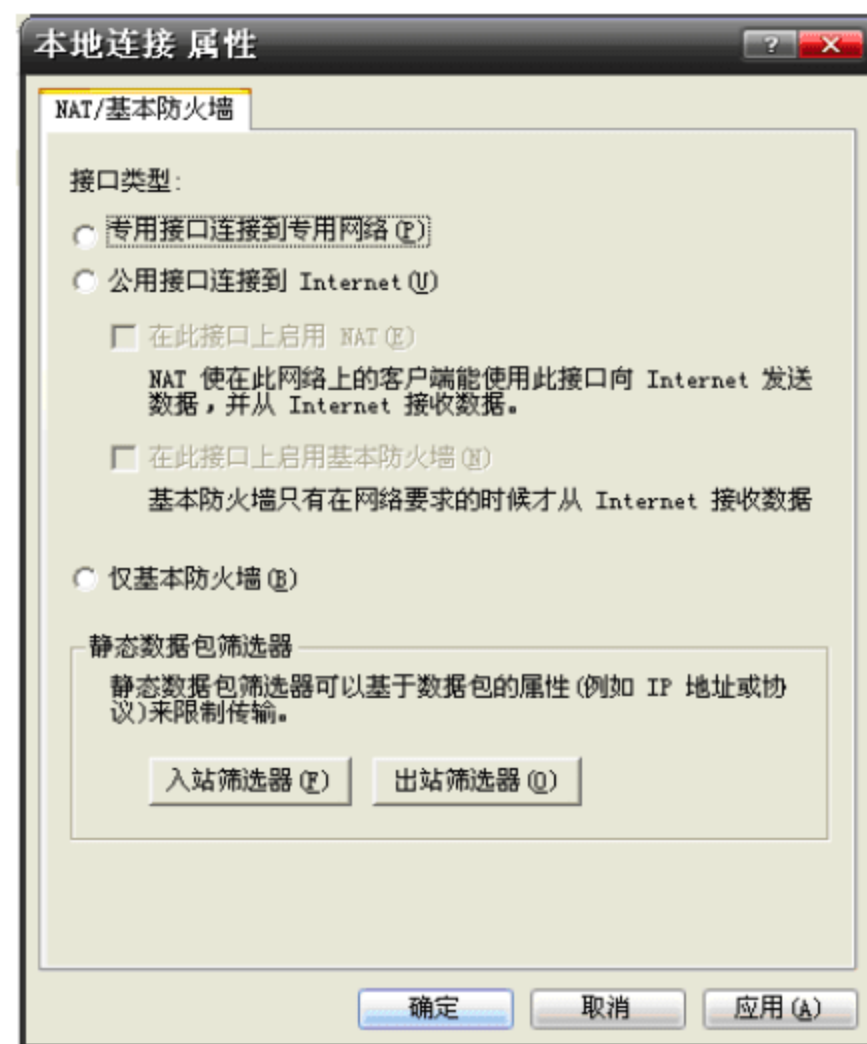 本地连接 属性
?
NAT/基本防火墙
接口类型:
专用接口连接到专用网络(P)
公用接口连接到 Internet(U)
在此接口上启用 NAT(E)
NAT 使在此网络上的客户端能使用此接口向 Internet 发送
数据，并从 Internet 接收数据。
在此接口上启用基本防火墙(N)
基本防火墙只有在网络要求的时候才从 Internet 接收数据
仅基本防火墙(B)
静态数据包筛选器
静态数据包筛选器可以基于数据包的属性(例如 IP 地址或协
议)来限制传输。
入站筛选器(F) 出站筛选器(O)
确定 取消 应用(A)